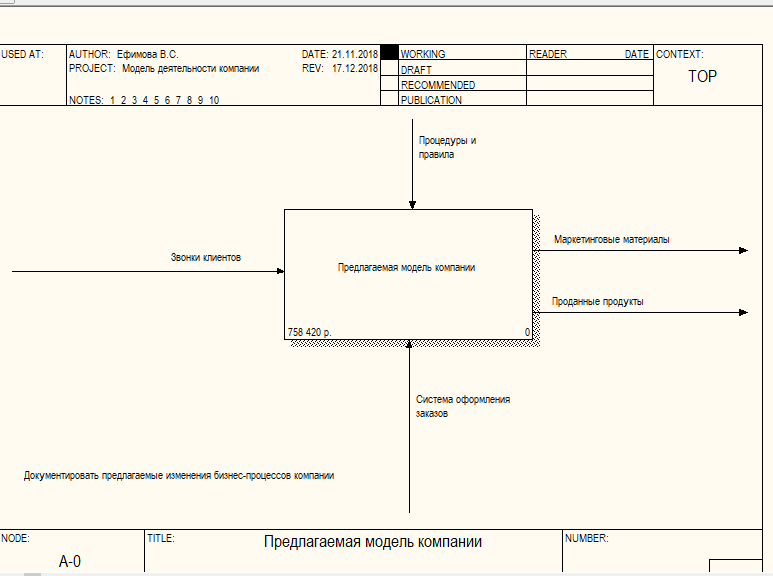 USED AT:
AUTHOR: Ефимова В.С.
DATE: 21.11.2018
WORKING
READER
DATE
CONTEXT:
PROJECT: Модель деятельности компании
REV: 17.12.2018
DRAFT
TOP
RECOMMENDED
NOTES: 1 2 3 4 5 6 7 8 9 10
PUBLICATION
Процедуры и
правила
Маркетинговые материалы
Звонки клиентов
Предлагаемая модель компании
Проданные продукты
758 420 р.
0
Система оформления
заказов
Документировать предлагаемые изменения бизнес-процессов компании
NODE:
TITLE:
Предлагаемая модель компании
NUMBER:
A-0